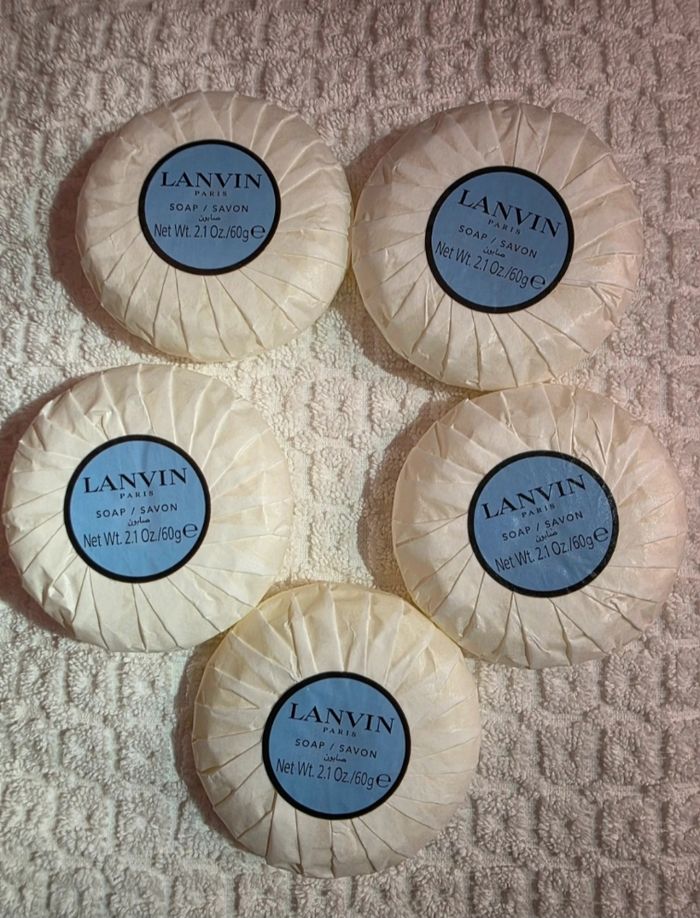 LANVIN
PARIS
SOAP / SAVON
صابون
Net Wt. 2.1 Oz./60g℮
LANVIN
PARIS
SOAP / SAVON
صابون
Net Wt. 2.1 Oz./60g℮
LANVIN
PARIS
SOAP / SAVON
صابون
Net Wt. 2.1 Oz./60g℮
LANVIN
PARIS
SOAP / SAVON
صابون
Net Wt. 2.1 Oz./60g℮
LANVIN
PARIS
SOAP / SAVON
صابون
Net Wt. 2.1 Oz./60g℮